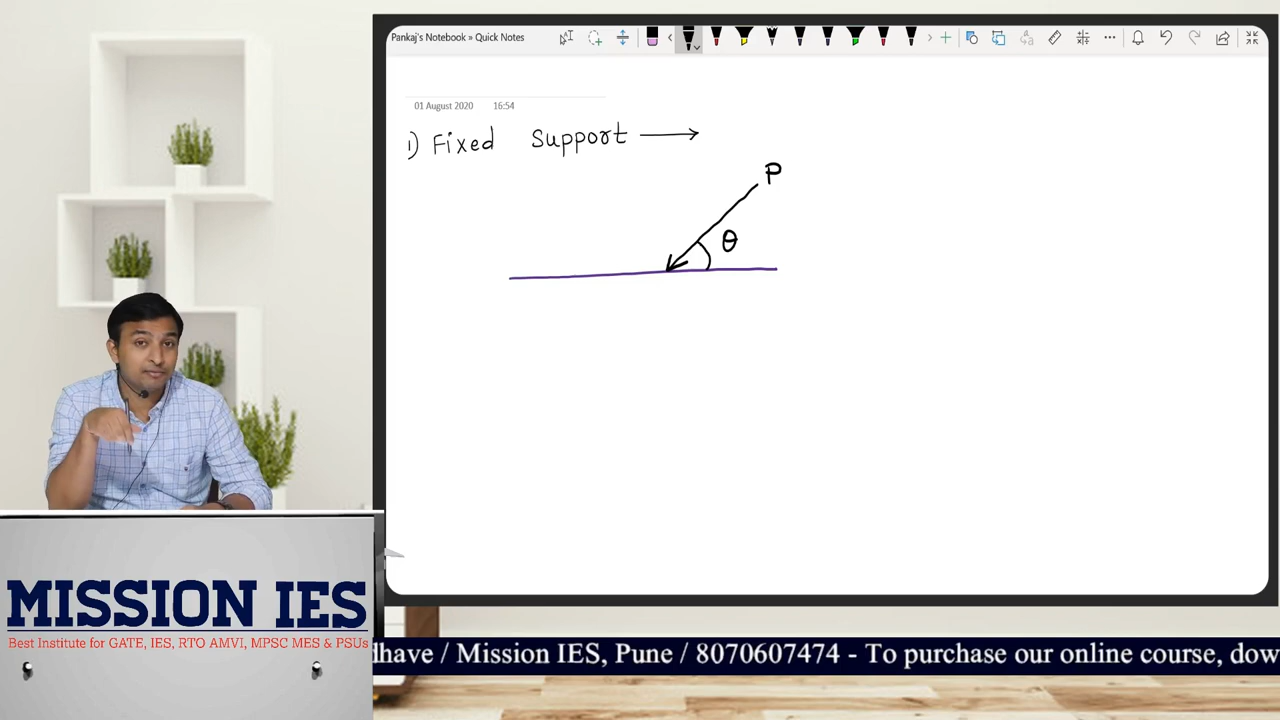 Pankaj's Notebook » Quick Notes
01 August 2020 16:54
1) Fixed Support →
P
θ
MISSION IES
Best Institute for GATE, IES, RTO AMVI, MPSC MES & PSUs
dhave / Mission IES, Pune / 8070607474 - To purchase our online course, dow